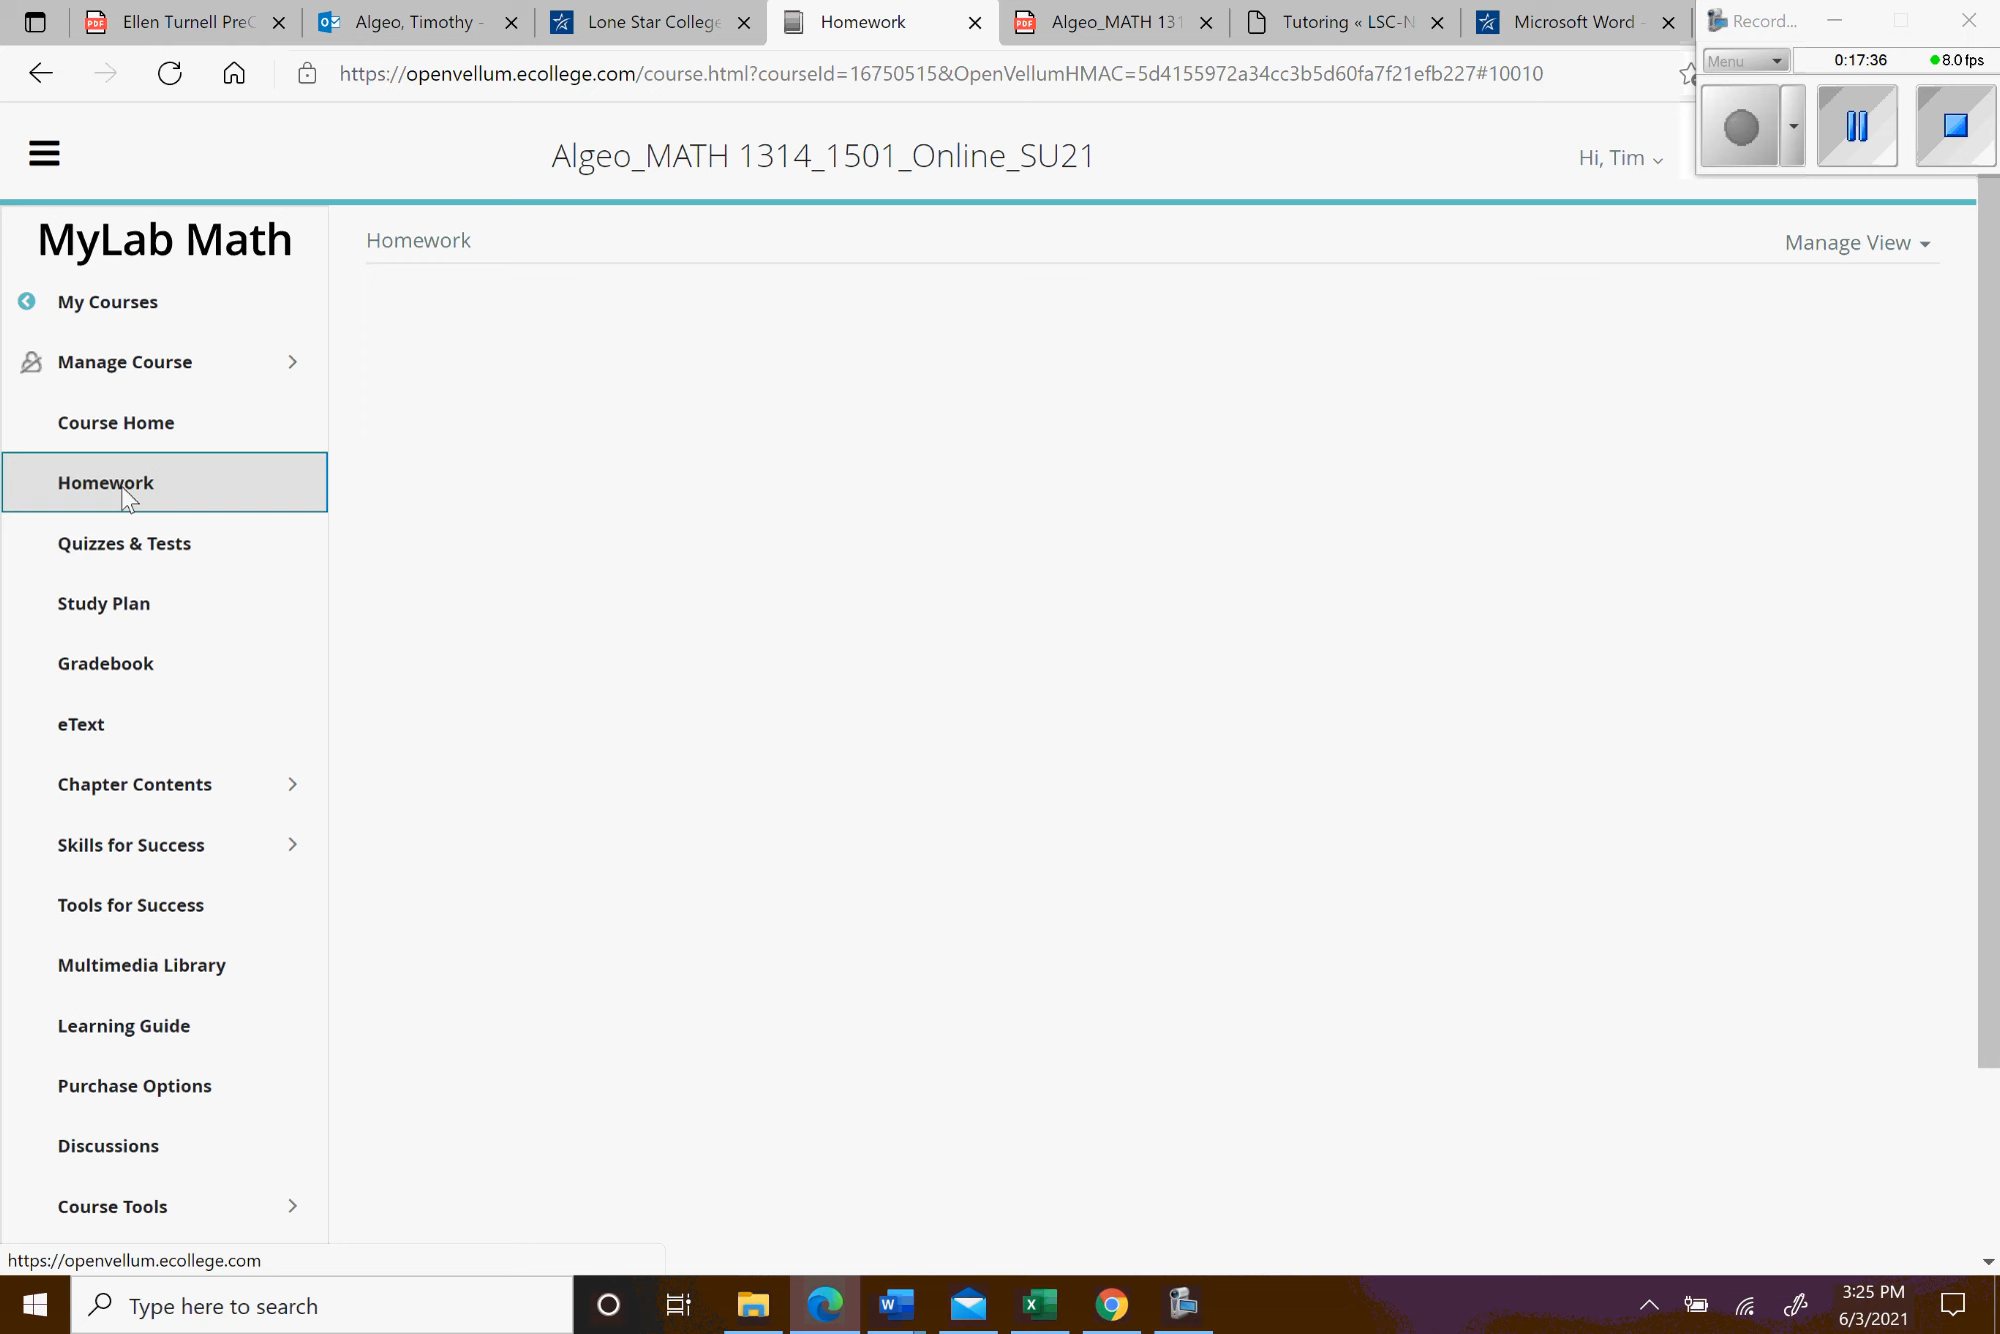 Ellen Turnell PreC
Algeo, Timothy -
Lone Star College
Homework
Algeo_MATH 131
Tutoring « LSC-N
Microsoft Word -
Record...
https://openvellum.ecollege.com/course.html?courseId=16750515&OpenVellumHMAC=5d4155972a34cc3b5d60fa7f21efb227#10010
Menu
0:17:36
8.0 fps
Algeo_MATH 1314_1501_Online_SU21
Hi, Tim
MyLab Math
Homework
Manage View
My Courses
Manage Course
Course Home
Homework
Quizzes & Tests
Study Plan
Gradebook
eText
Chapter Contents
Skills for Success
Tools for Success
Multimedia Library
Learning Guide
Purchase Options
Discussions
Course Tools
https://openvellum.ecollege.com
Type here to search
3:25 PM
6/3/2021